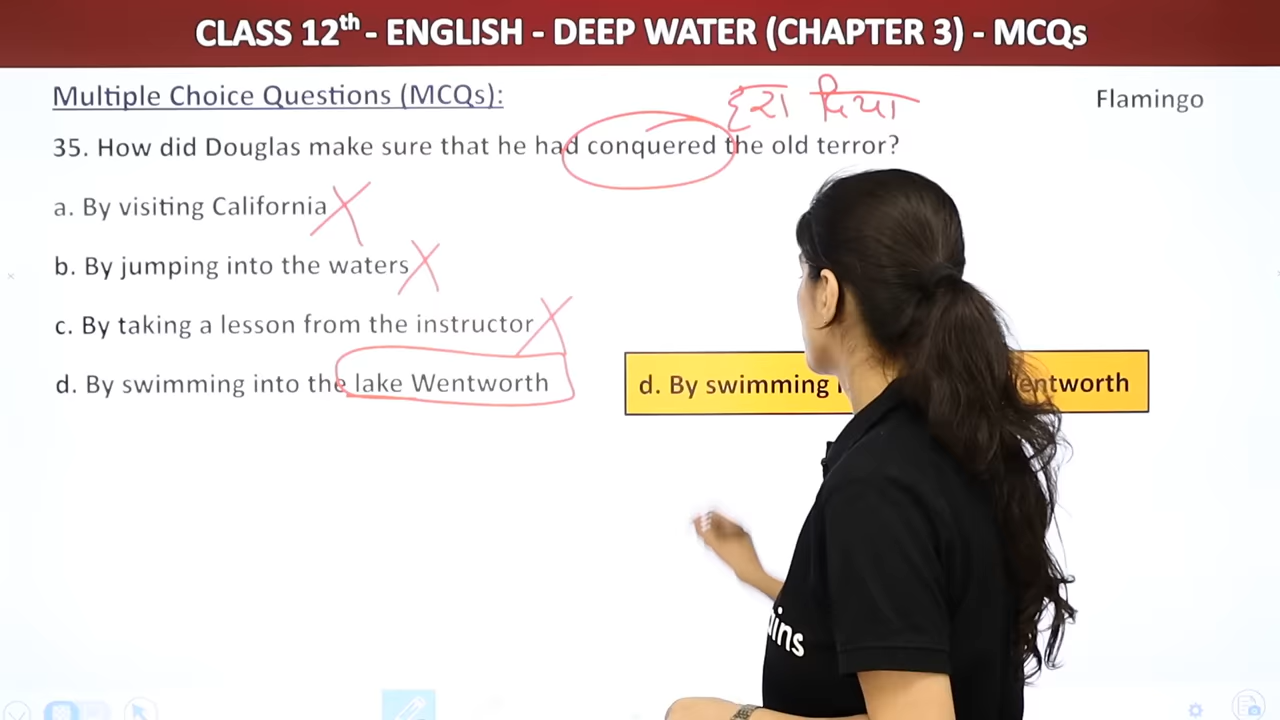 CLASS 12th - ENGLISH - DEEP WATER (CHAPTER 3) - MCQs
Multiple Choice Questions (MCQs):
Flamingo
हरा दिया
35. How did Douglas make sure that he had conquered the old terror?
a. By visiting California
b. By jumping into the waters
c. By taking a lesson from the instructor
d. By swimming into the lake Wentworth
d. By swimming entworth
ins